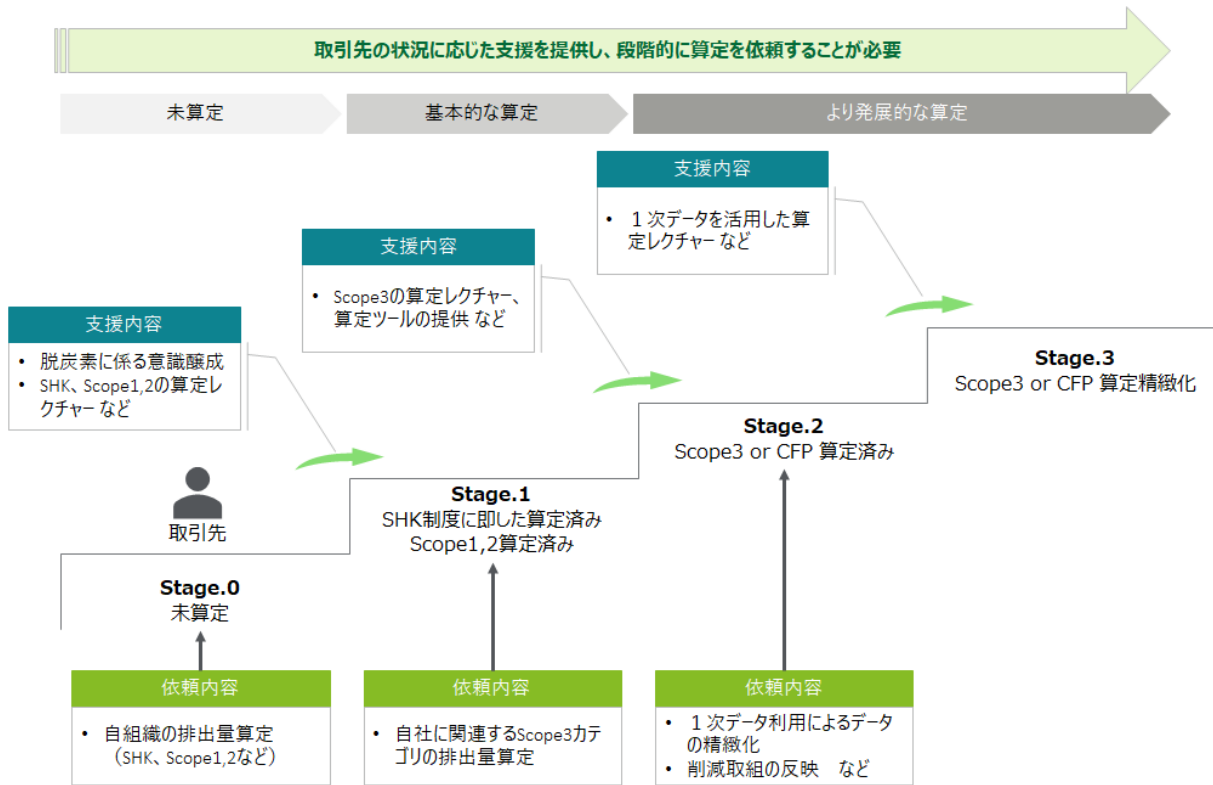 取引先の状況に応じた支援を提供し、段階的に算定を依頼することが必要
未算定
基本的な算定
より発展的な算定
支援内容
• 1次データを活用した算
定レクチャー など
支援内容
• Scope3の算定レクチャー、
算定ツールの提供 など
支援内容
• 脱炭素に係る意識醸成
• SHK、Scope1,2の算定レ
クチャー など
Stage.3
Scope3 or CFP 算定精緻化
Stage.2
Scope3 or CFP 算定済み
Stage.1
SHK制度に即した算定済み
Scope1,2算定済み
取引先
Stage.0
未算定
依頼内容
• 自組織の排出量算定
（SHK、Scope1,2など）
依頼内容
• 自社に関連するScope3カテ
ゴリの排出量算定
依頼内容
• 1次データ利用によるデータ
の精緻化
• 削減取組の反映 など